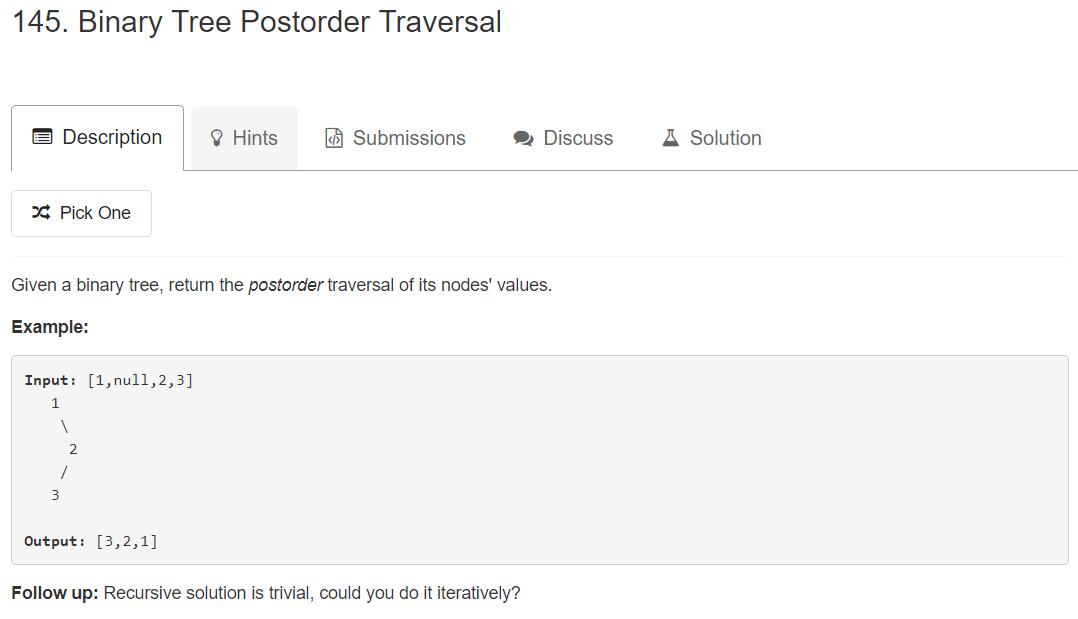 145. Binary Tree Postorder Traversal
Description Hints Submissions Discuss Solution
Pick One
Given a binary tree, return the postorder traversal of its nodes' values.
Example:
Input: [1,null,2,3]
1
\
2
/
3
Output: [3,2,1]
Follow up: Recursive solution is trivial, could you do it iteratively?